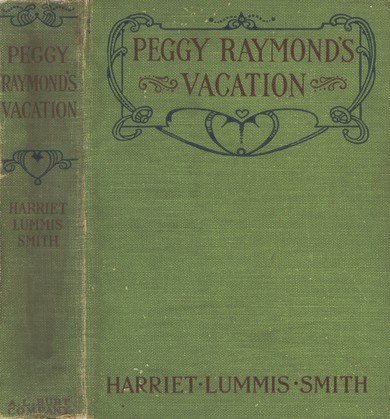 PEGGY
RAYMOND'S
VACATION
HARRIET
LUMMIS
SMITH
A. L. BURT
COMPANY
PEGGY RAYMOND'S
VACATION
HARRIET·LUMMIS·SMITH